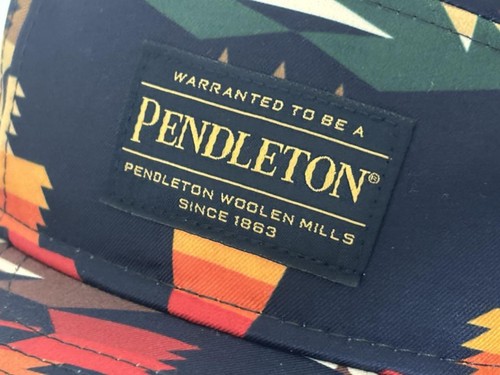 WARRANTED TO BE A
PENDLETON®
PENDLETON WOOLEN MILLS
SINCE 1863